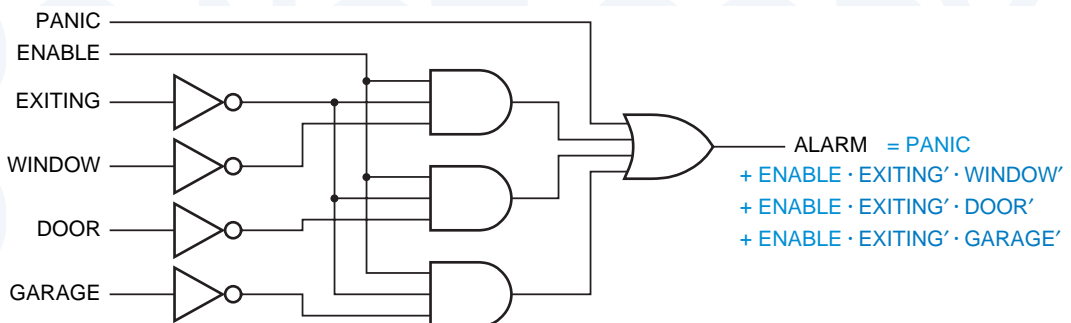 PANIC
ENABLE
EXITING
WINDOW
DOOR
GARAGE
ALARM = PANIC
+ ENABLE · EXITING′ · WINDOW′
+ ENABLE · EXITING′ · DOOR′
+ ENABLE · EXITING′ · GARAGE′